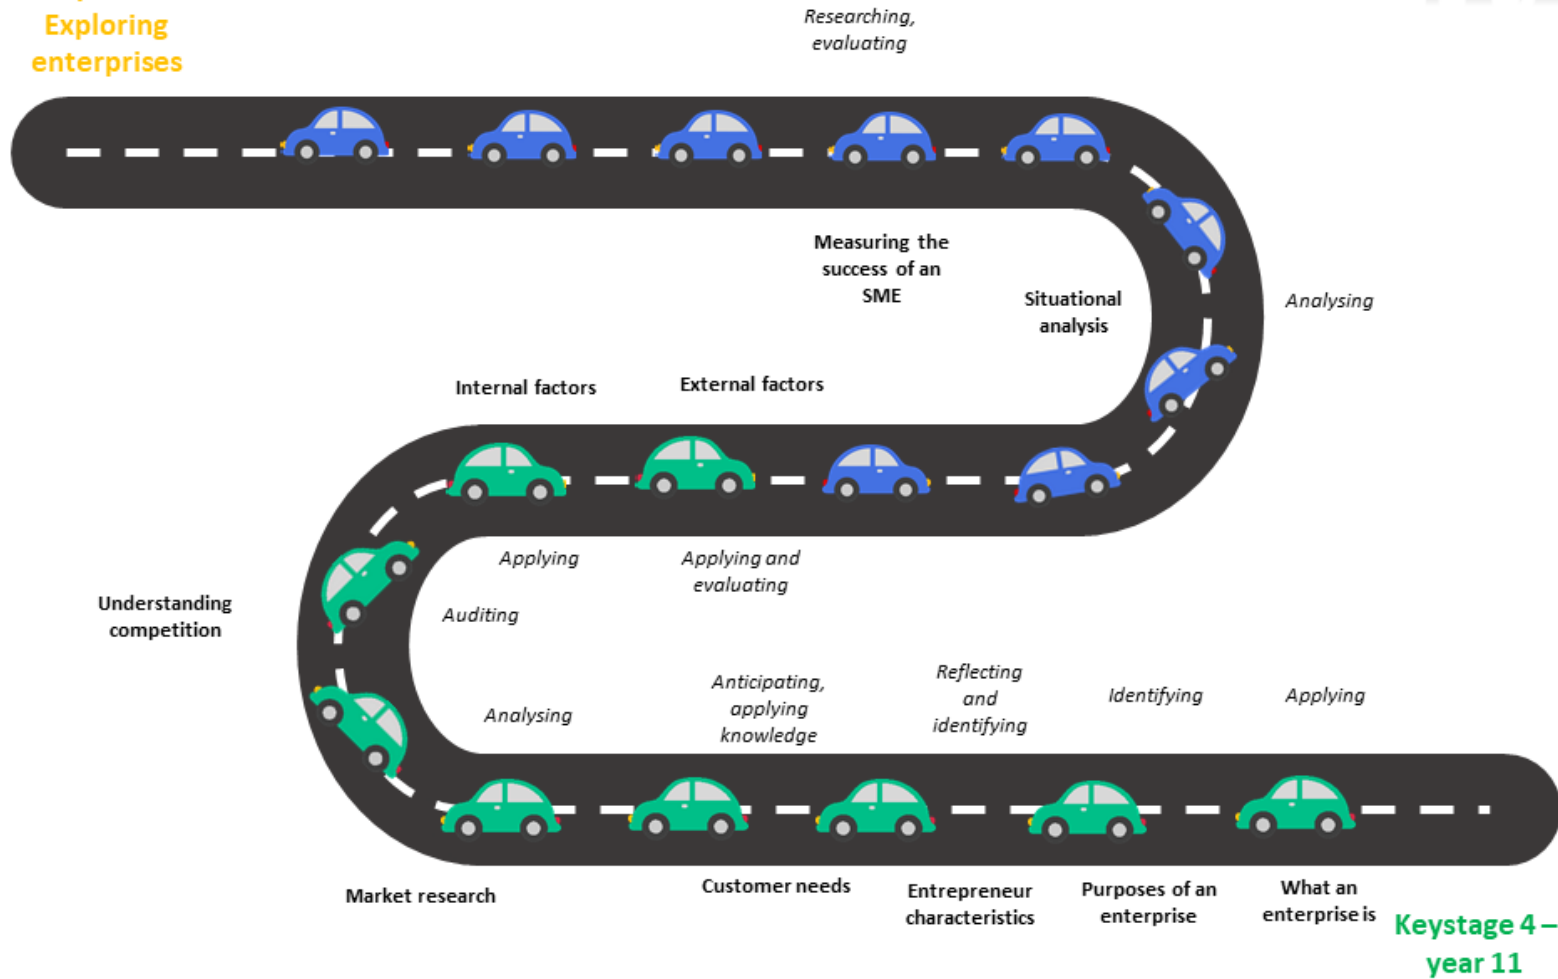 Exploring
enterprises
Researching,
evaluating
Measuring the
success of an
SME
Situational
analysis
Analysing
Internal factors
External factors
Applying
Applying and
evaluating
Understanding
competition
Auditing
Analysing
Anticipating,
applying
knowledge
Reflecting
and
identifying
Identifying
Applying
Market research
Customer needs
Entrepreneur
characteristics
Purposes of an
enterprise
What an
enterprise is
Keystage 4 –
year 11